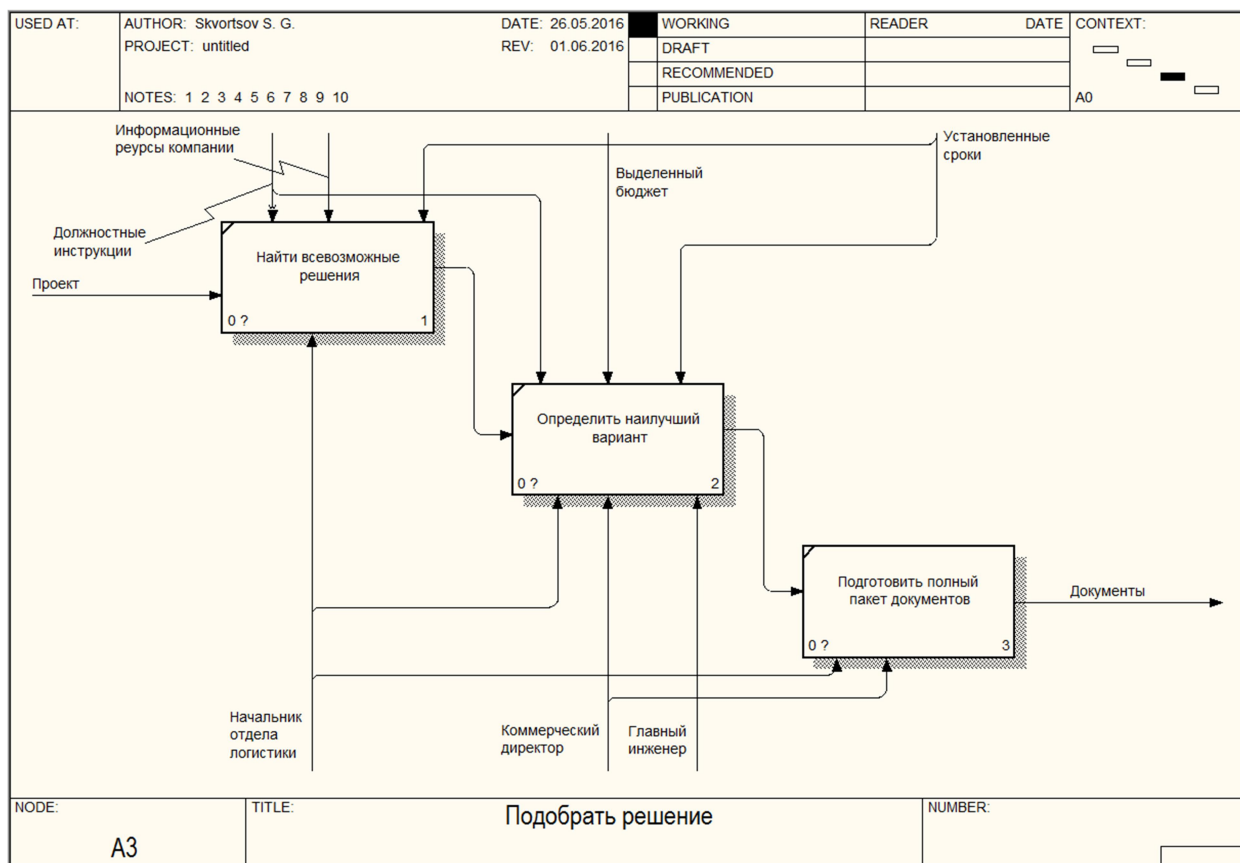 USED AT:
AUTHOR: Skvortsov S. G.
DATE: 26.05.2016
PROJECT: untitled
REV: 01.06.2016
NOTES: 1 2 3 4 5 6 7 8 9 10
WORKING
DRAFT
RECOMMENDED
PUBLICATION
READER
DATE
CONTEXT:
A0
Информационные
реурсы компании
Установленные
сроки
Выделенный
бюджет
Должностные
инструкции
Проект
Найти всевозможные
решения
0 ?
1
Определить наилучший
вариант
0 ?
2
Подготовить полный
пакет документов
0 ?
3
Документы
Начальник
отдела
логистики
Коммерческий
директор
Главный
инженер
NODE:
A3
TITLE:
Подобрать решение
NUMBER: